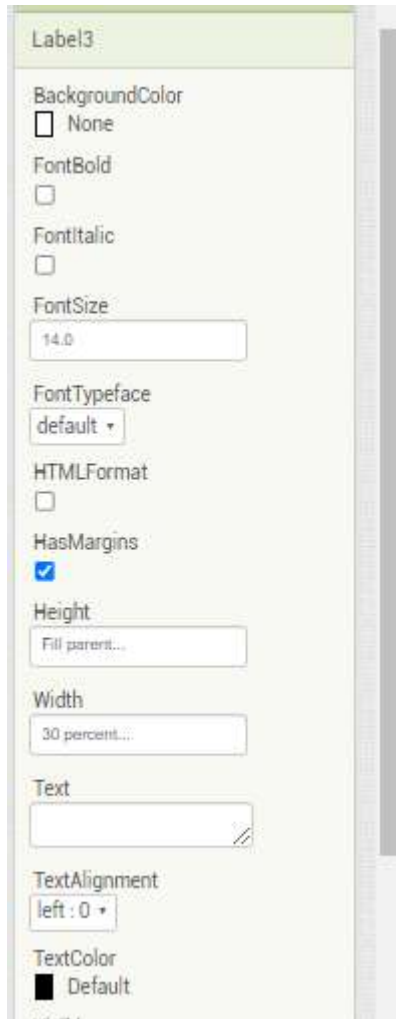 Label3
BackgroundColor
None
FontBold
FontItalic
FontSize
14.0
FontTypeface
default
HTMLFormat
HasMargins
Height
Fill parent...
Width
30 percent...
Text
TextAlignment
left : 0
TextColor
Default